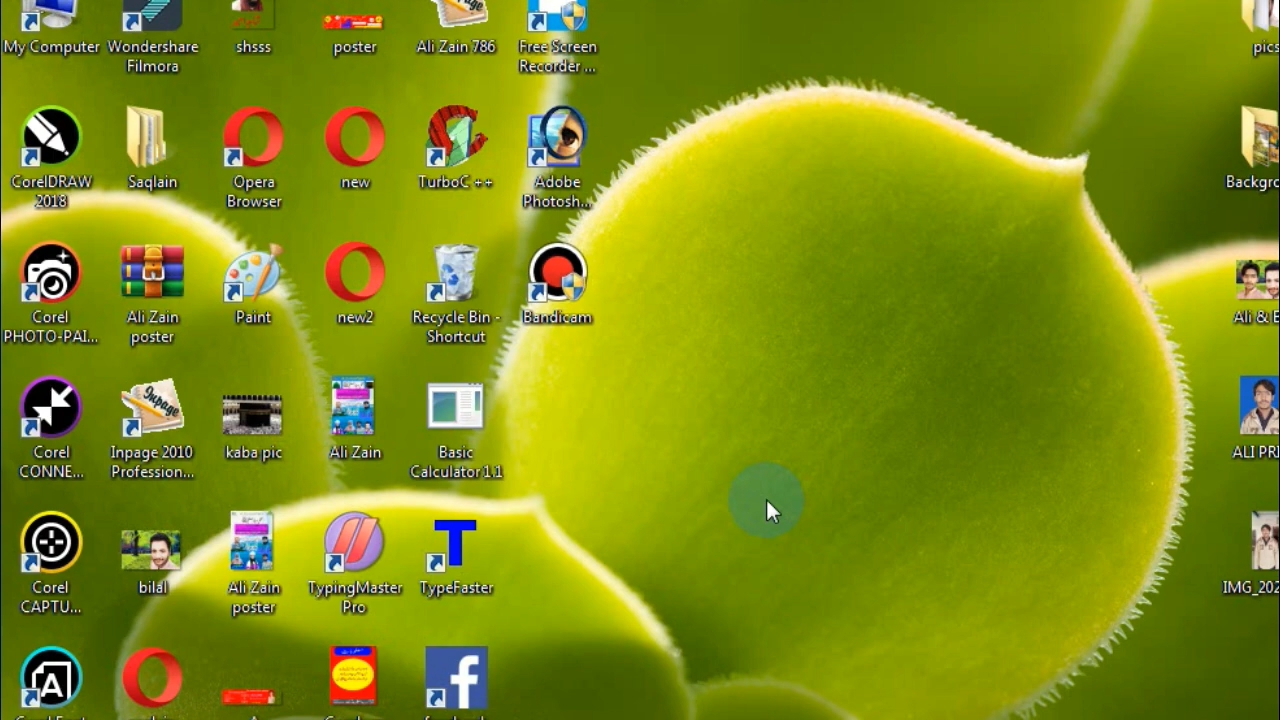 My Computer
Wondershare
Filmora
shsss
poster
Ali Zain 786
Free Screen
Recorder ...
pics
CorelDRAW
2018
Saqlain
Opera
Browser
new
TurboC ++
Adobe
Photosh...
Backgro
Corel
PHOTO-PAI...
Ali Zain
poster
Paint
new2
Recycle Bin -
Shortcut
Bandicam
Ali & B
Corel
CONNE...
Inpage
Inpage 2010
Profession...
kaba pic
Ali Zain
Basic
Calculator 1.1
ALI PRI
Corel
CAPTU...
bilal
Ali Zain
poster
TypingMaster
Pro
TypeFaster
IMG_202